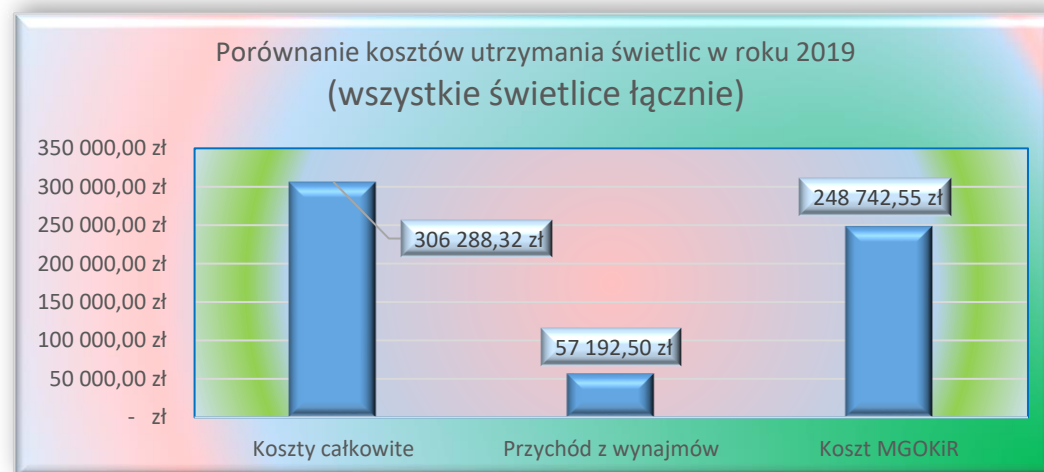 Porównanie kosztów utrzymania świetlic w roku 2019
(wszystkie świetlice łącznie)
350 000,00 zł
300 000,00 zł
250 000,00 zł
200 000,00 zł
150 000,00 zł
100 000,00 zł
50 000,00 zł
- zł
306 288,32 zł
57 192,50 zł
248 742,55 zł
Koszty całkowite
Przychód z wynajmów
Koszt MGOKiR